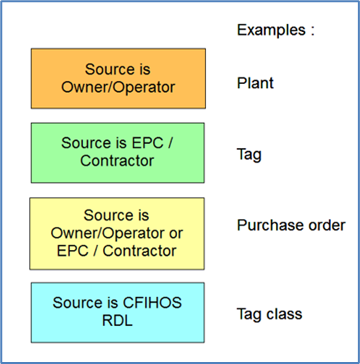 Examples :
Source is
Owner/Operator
Plant
Source is EPC /
Contractor
Tag
Source is
Owner/Operator or
EPC / Contractor
Purchase order
Source is CFIHOS
RDL
Tag class